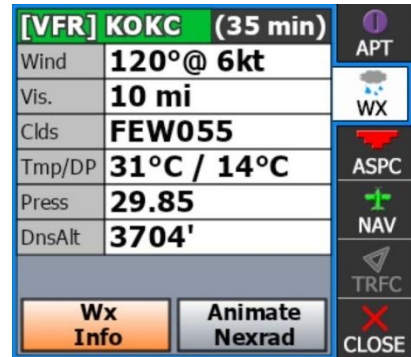 [VFR] KOKC (35 min)
Wind 120°@ 6kt
Vis. 10 mi
Clds FEW055
Tmp/DP 31°C / 14°C
Press 29.85
DnsAlt 3704'
Wx
Info
Animate
Nexrad
APT
WX
ASPC
NAV
TRFC
CLOSE